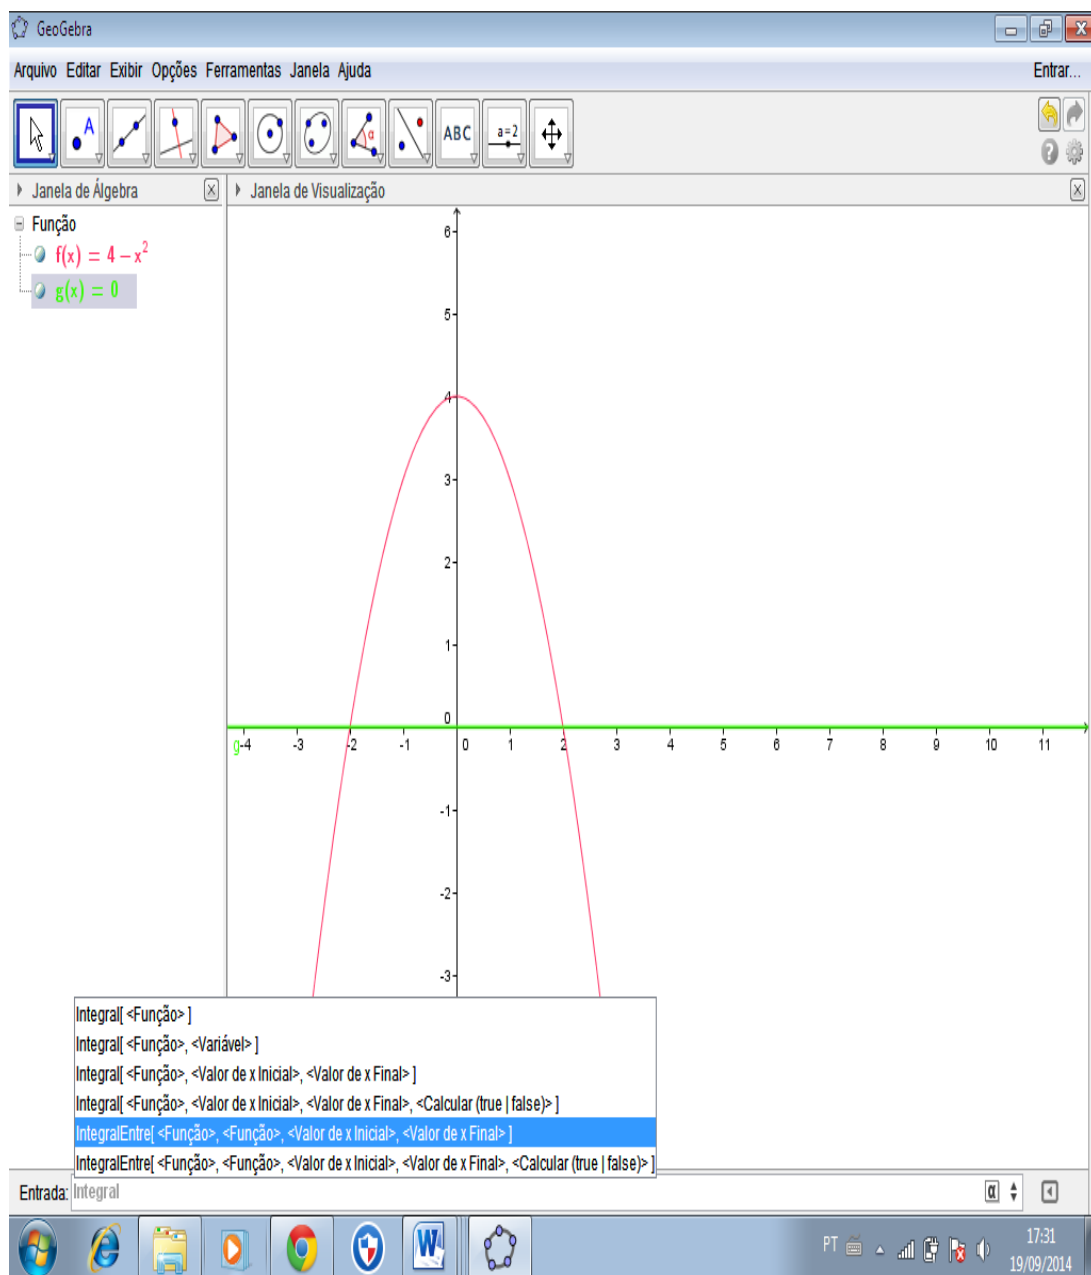 GeoGebra
Arquivo Editar Exibir Opções Ferramentas Janela Ajuda Entrar...
A α ABC a=2
Janela de Álgebra
Janela de Visualização
Função
f(x) = 4 – x²
g(x) = 0
6
5
4
3
2
1
0
g
-4 -3 -2 -1 0 1 2 3 4 5 6 7 8 9 10 11
-1
-2
-3
Integral[ <Função> ]
Integral[ <Função>, <Variável> ]
Integral[ <Função>, <Valor de x Inicial>, <Valor de x Final> ]
Integral[ <Função>, <Valor de x Inicial>, <Valor de x Final>, <Calcular (true | false)> ]
IntegralEntre[ <Função>, <Função>, <Valor de x Inicial>, <Valor de x Final> ]
IntegralEntre[ <Função>, <Função>, <Valor de x Inicial>, <Valor de x Final>, <Calcular (true | false)> ]
Entrada: Integral α
W PT 17:31
19/09/2014